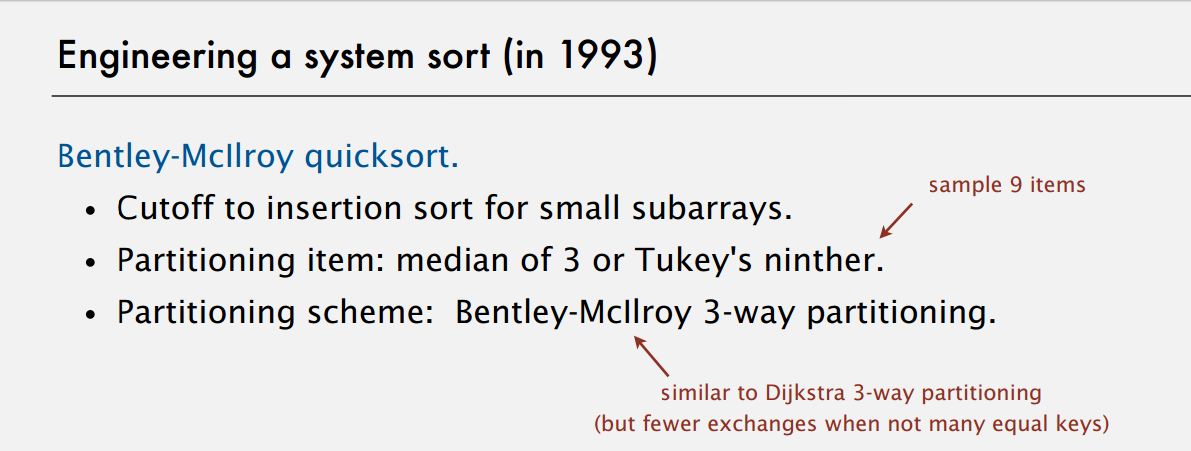 Engineering a system sort (in 1993)
Bentley-McIlroy quicksort.
sample 9 items
• Cutoff to insertion sort for small subarrays.
• Partitioning item: median of 3 or Tukey's ninther.
• Partitioning scheme:  Bentley-McIlroy 3-way partitioning.
similar to Dijkstra 3-way partitioning
(but fewer exchanges when not many equal keys)